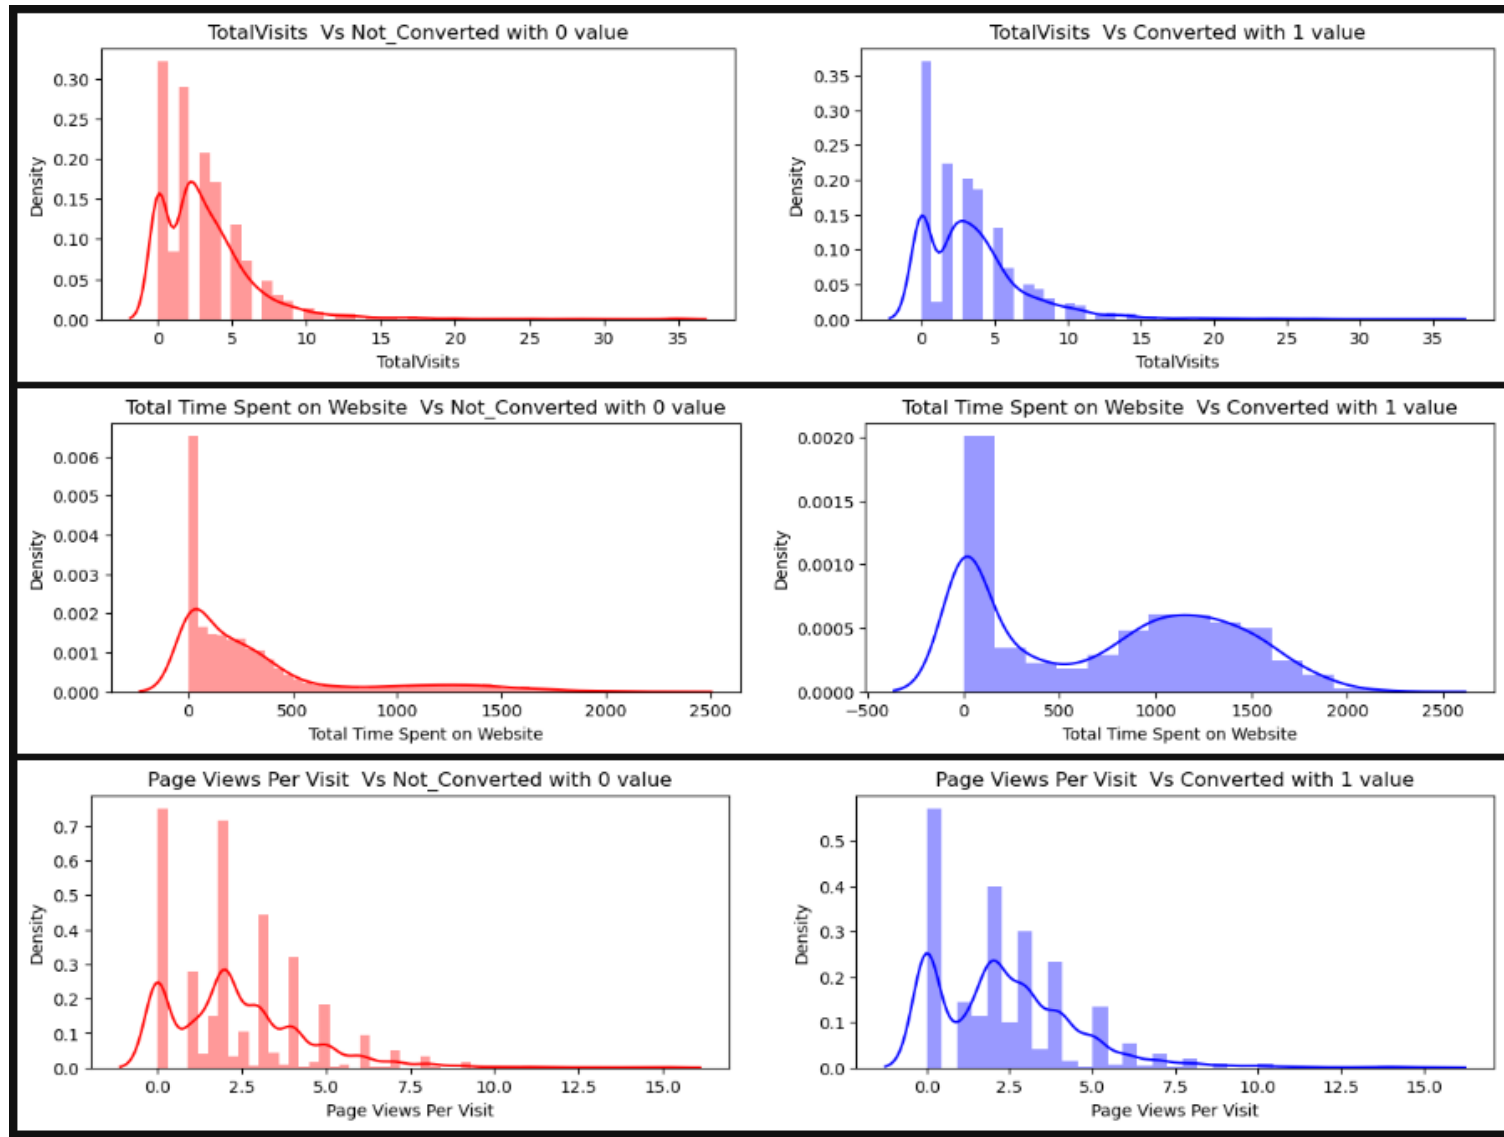 TotalVisits  Vs Not_Converted with 0 value
TotalVisits  Vs Converted with 1 value
Density
0.30
0.25
0.20
0.15
0.10
0.05
0.00
0 5 10 15 20 25 30 35
TotalVisits
Density
0.35
0.30
0.25
0.20
0.15
0.10
0.05
0.00
0 5 10 15 20 25 30 35
TotalVisits
Total Time Spent on Website  Vs Not_Converted with 0 value
Total Time Spent on Website  Vs Converted with 1 value
Density
0.006
0.005
0.004
0.003
0.002
0.001
0.000
0 500 1000 1500 2000 2500
Total Time Spent on Website
Density
0.0020
0.0015
0.0010
0.0005
0.0000
−500 0 500 1000 1500 2000 2500
Total Time Spent on Website
Page Views Per Visit  Vs Not_Converted with 0 value
Page Views Per Visit  Vs Converted with 1 value
Density
0.7
0.6
0.5
0.4
0.3
0.2
0.1
0.0
0.0 2.5 5.0 7.5 10.0 12.5 15.0
Page Views Per Visit
Density
0.5
0.4
0.3
0.2
0.1
0.0
0.0 2.5 5.0 7.5 10.0 12.5 15.0
Page Views Per Visit